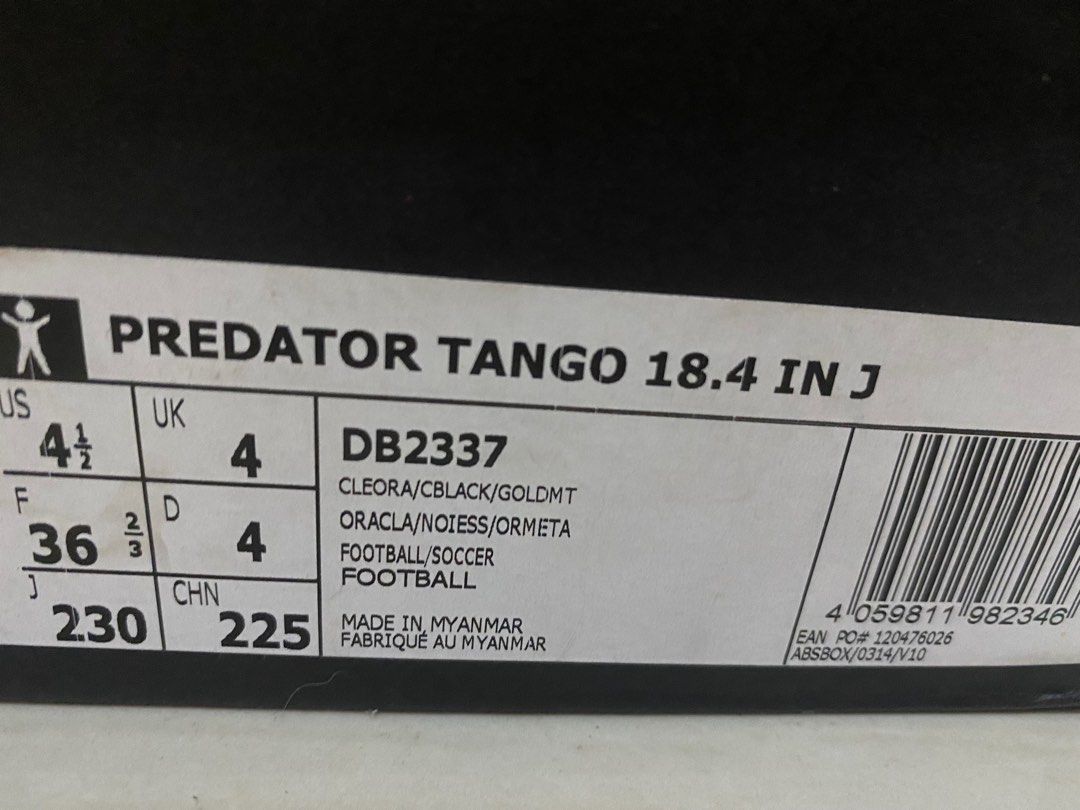 PREDATOR TANGO 18.4 IN J
US 4 1/2 UK 4
F 36 2/3 D 4
J 230 CHN 225
DB2337
CLEORA/CBLACK/GOLDMT
ORACLA/NOIESS/ORMETA
FOOTBALL/SOCCER
FOOTBALL
MADE IN MYANMAR
FABRIQUÉ AU MYANMAR
4 059811 982346
EAN PO# 120476026
ABSBOX/0314/V10